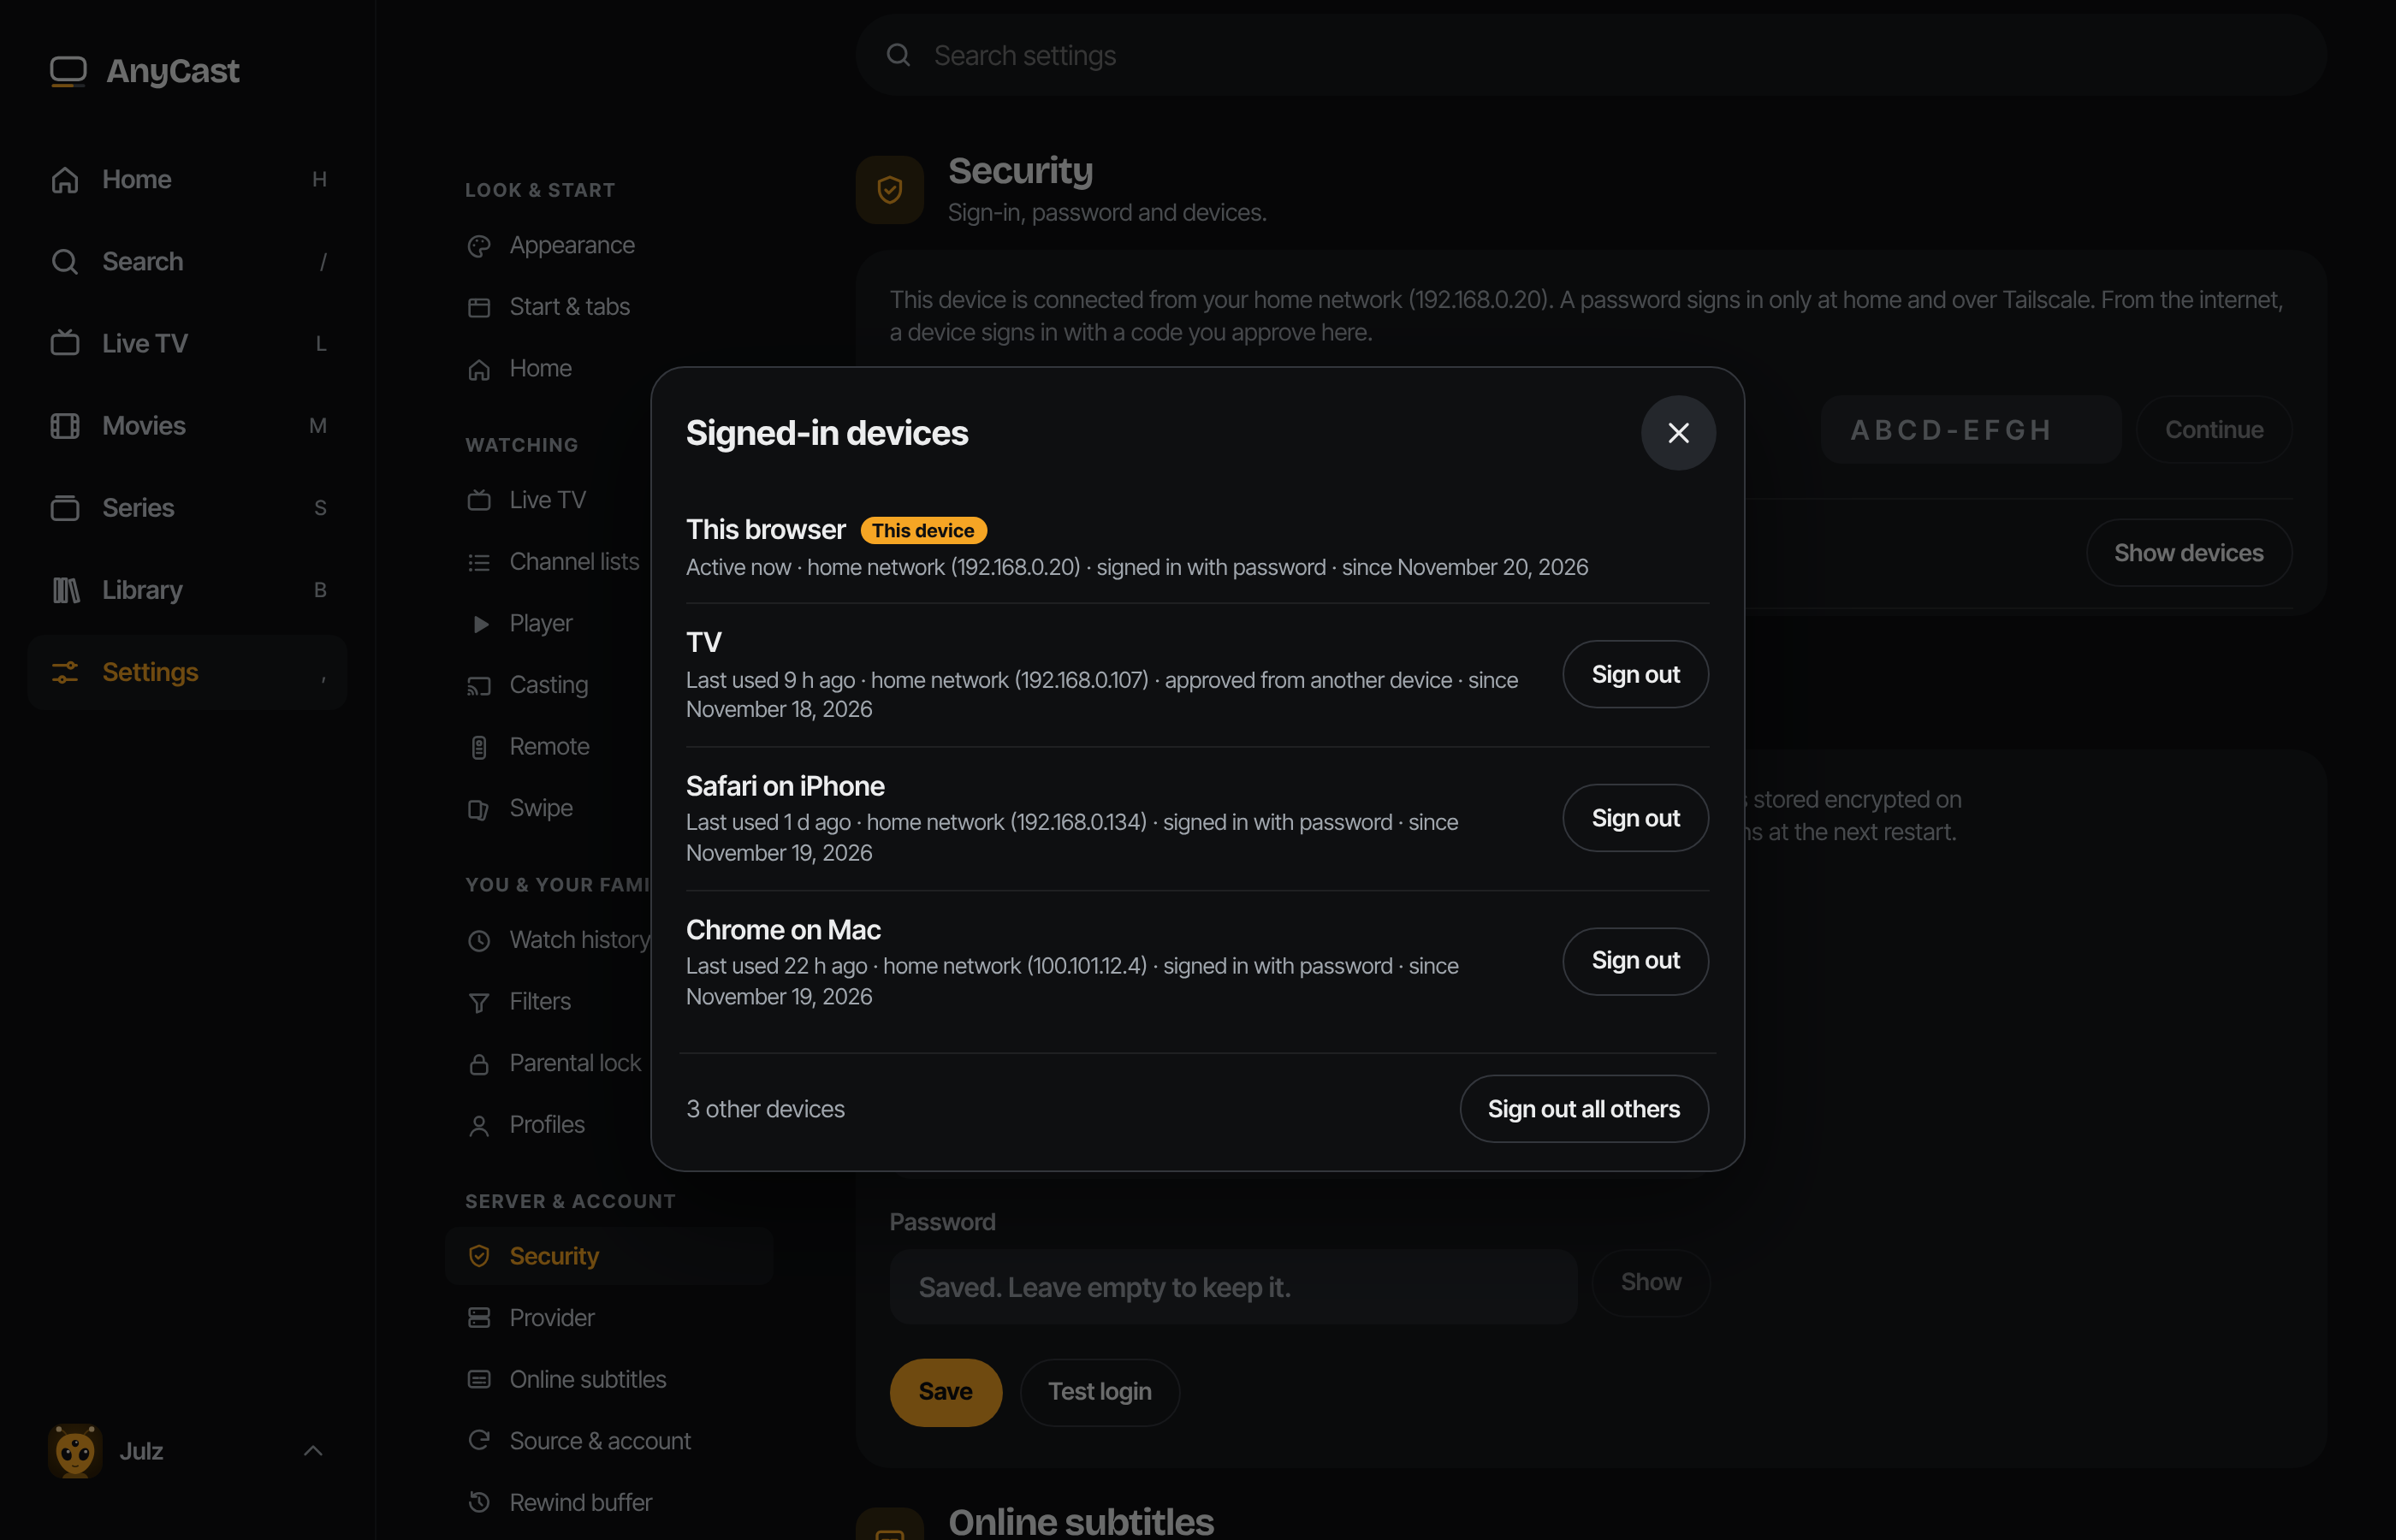 AnyCast
Home H
Search /
Live TV L
Movies M
Series S
Library B
Settings ,
Julz
LOOK & START
Appearance
Start & tabs
Home
WATCHING
Live TV
Channel lists
Player
Casting
Remote
Swipe
YOU & YOUR FAMI
Watch history
Filters
Parental lock
Profiles
SERVER & ACCOUNT
Security
Provider
Online subtitles
Source & account
Rewind buffer
Search settings
Security
Sign-in, password and devices.
This device is connected from your home network (192.168.0.20). A password signs in only at home and over Tailscale. From the internet,
a device signs in with a code you approve here.
ABCD-EFGH
Continue
Show devices
Signed-in devices
This browser This device
Active now · home network (192.168.0.20) · signed in with password · since November 20, 2026
TV
Last used 9 h ago · home network (192.168.0.107) · approved from another device · since
November 18, 2026
Sign out
Safari on iPhone
Last used 1 d ago · home network (192.168.0.134) · signed in with password · since
November 19, 2026
Sign out
Chrome on Mac
Last used 22 h ago · home network (100.101.12.4) · signed in with password · since
November 19, 2026
Sign out
3 other devices
Sign out all others
stored encrypted on
at the next restart.
Password
Saved. Leave empty to keep it.
Show
Save
Test login
Online subtitles